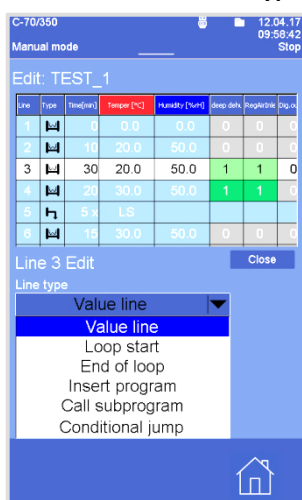 C-70/350 12.04.17
09:58:42
Manual mode Stop
Edit: TEST_1
Line Type Time[min] Temper [°C] Humidity [%rH] deep dehu. RegAirInle Dig.ou
1 0 0.0 0.0 0 0 0
2 10 20.0 50.0 0 0 0
3 30 20.0 50.0 1 1 0
4 20 30.0 50.0 1 1 0
5 5 x LS
6 15 30.0 50.0 0 0 0
Line 3 Edit Close
Line type
Value line
Value line
Loop start
End of loop
Insert program
Call subprogram
Conditional jump